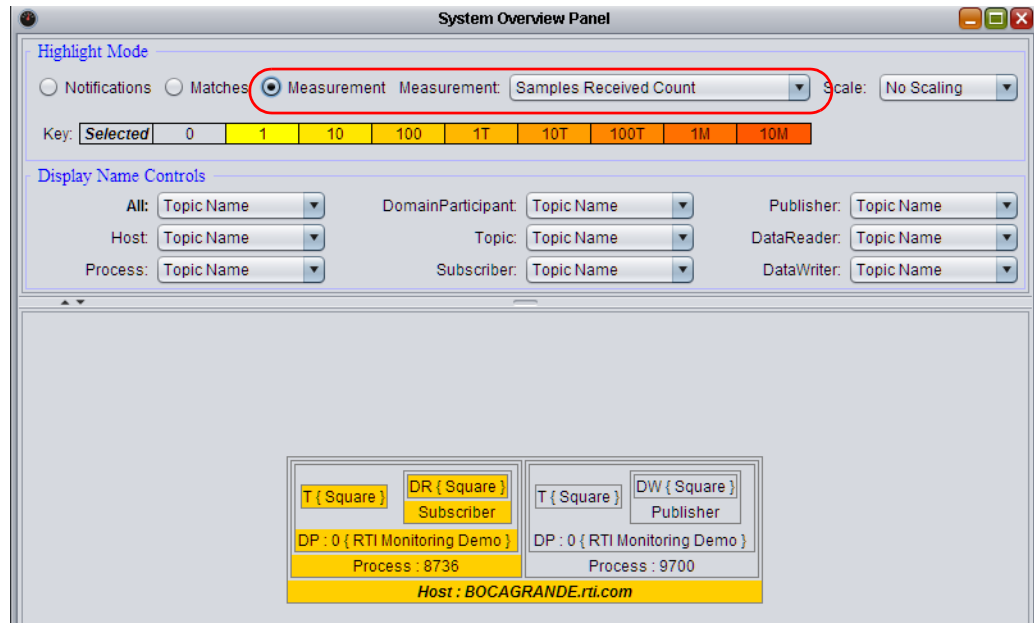 System Overview Panel
Highlight Mode
Notifications Matches Measurement Measurement: Samples Received Count Scale: No Scaling
Key: Selected 0 1 10 100 1T 10T 100T 1M 10M
Display Name Controls
All: Topic Name DomainParticipant: Topic Name Publisher: Topic Name
Host: Topic Name Topic: Topic Name DataReader: Topic Name
Process: Topic Name Subscriber: Topic Name DataWriter: Topic Name
T { Square } DR { Square } T { Square } DW { Square }
Subscriber Publisher
DP : 0 { RTI Monitoring Demo } DP : 0 { RTI Monitoring Demo }
Process : 8736 Process : 9700
Host : BOCAGRANDE.rti.com